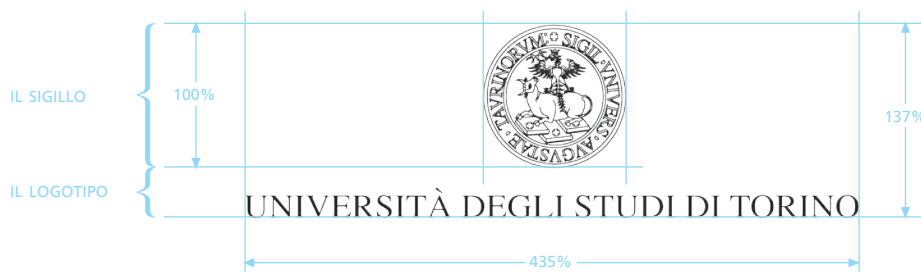 IL SIGILLO
100%
SIGIL·VNIVERS·AVGVSTAE·TAVRINORVM:
137%
IL LOGOTIPO
UNIVERSITÀ DEGLI STUDI DI TORINO
435%